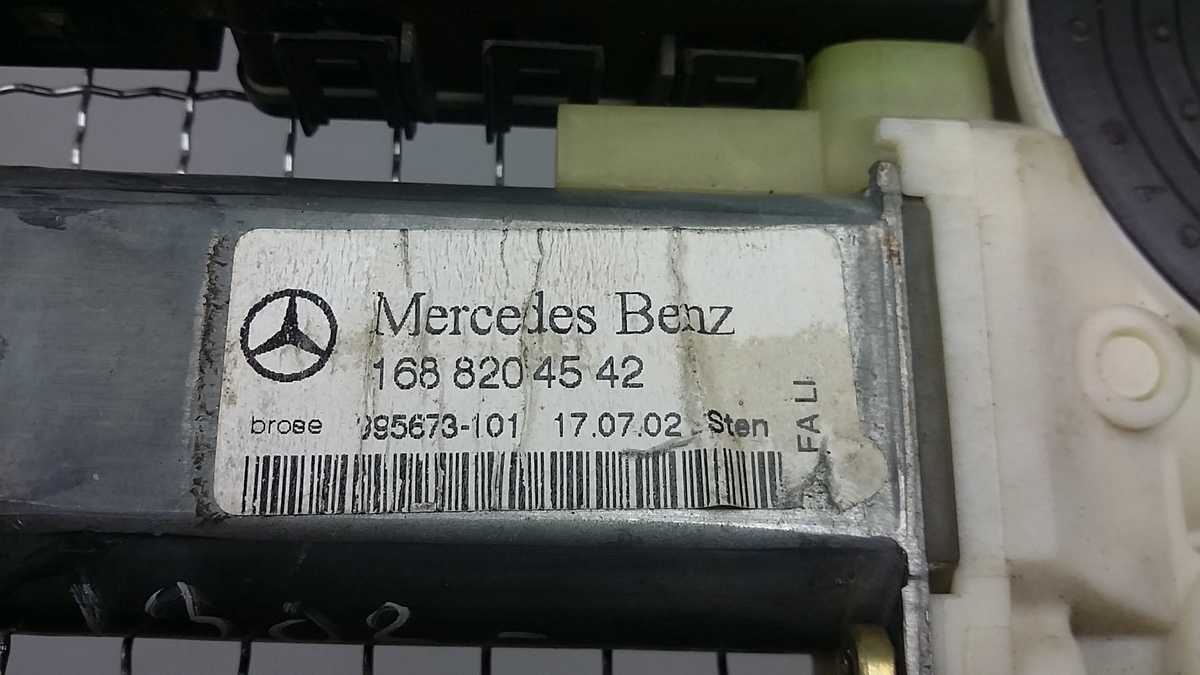 Mercedes Benz
168 820 45 42
brose 995673-101 17.07.02 Sten
FA LI